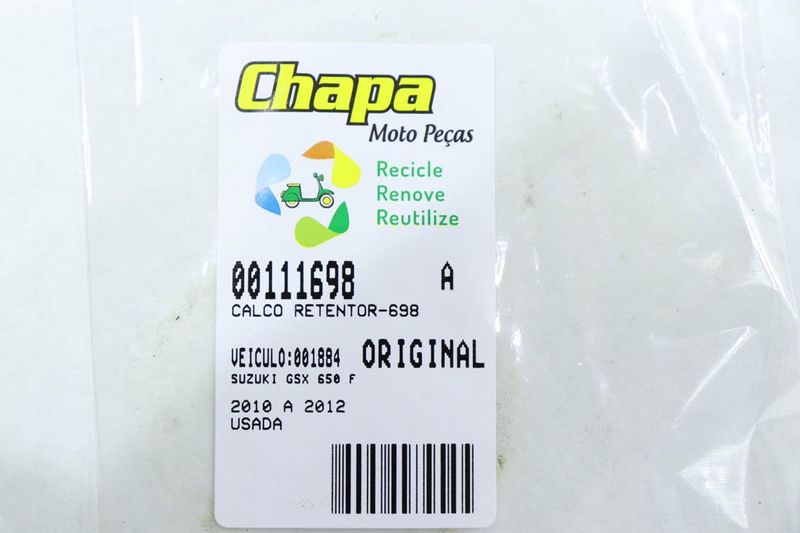 Chapa
Moto Peças
Recicle
Renove
Reutilize
00111698 A
CALCO RETENTOR-698
VEICULO:001884 ORIGINAL
SUZUKI GSX 650 F
2010 A 2012
USADA